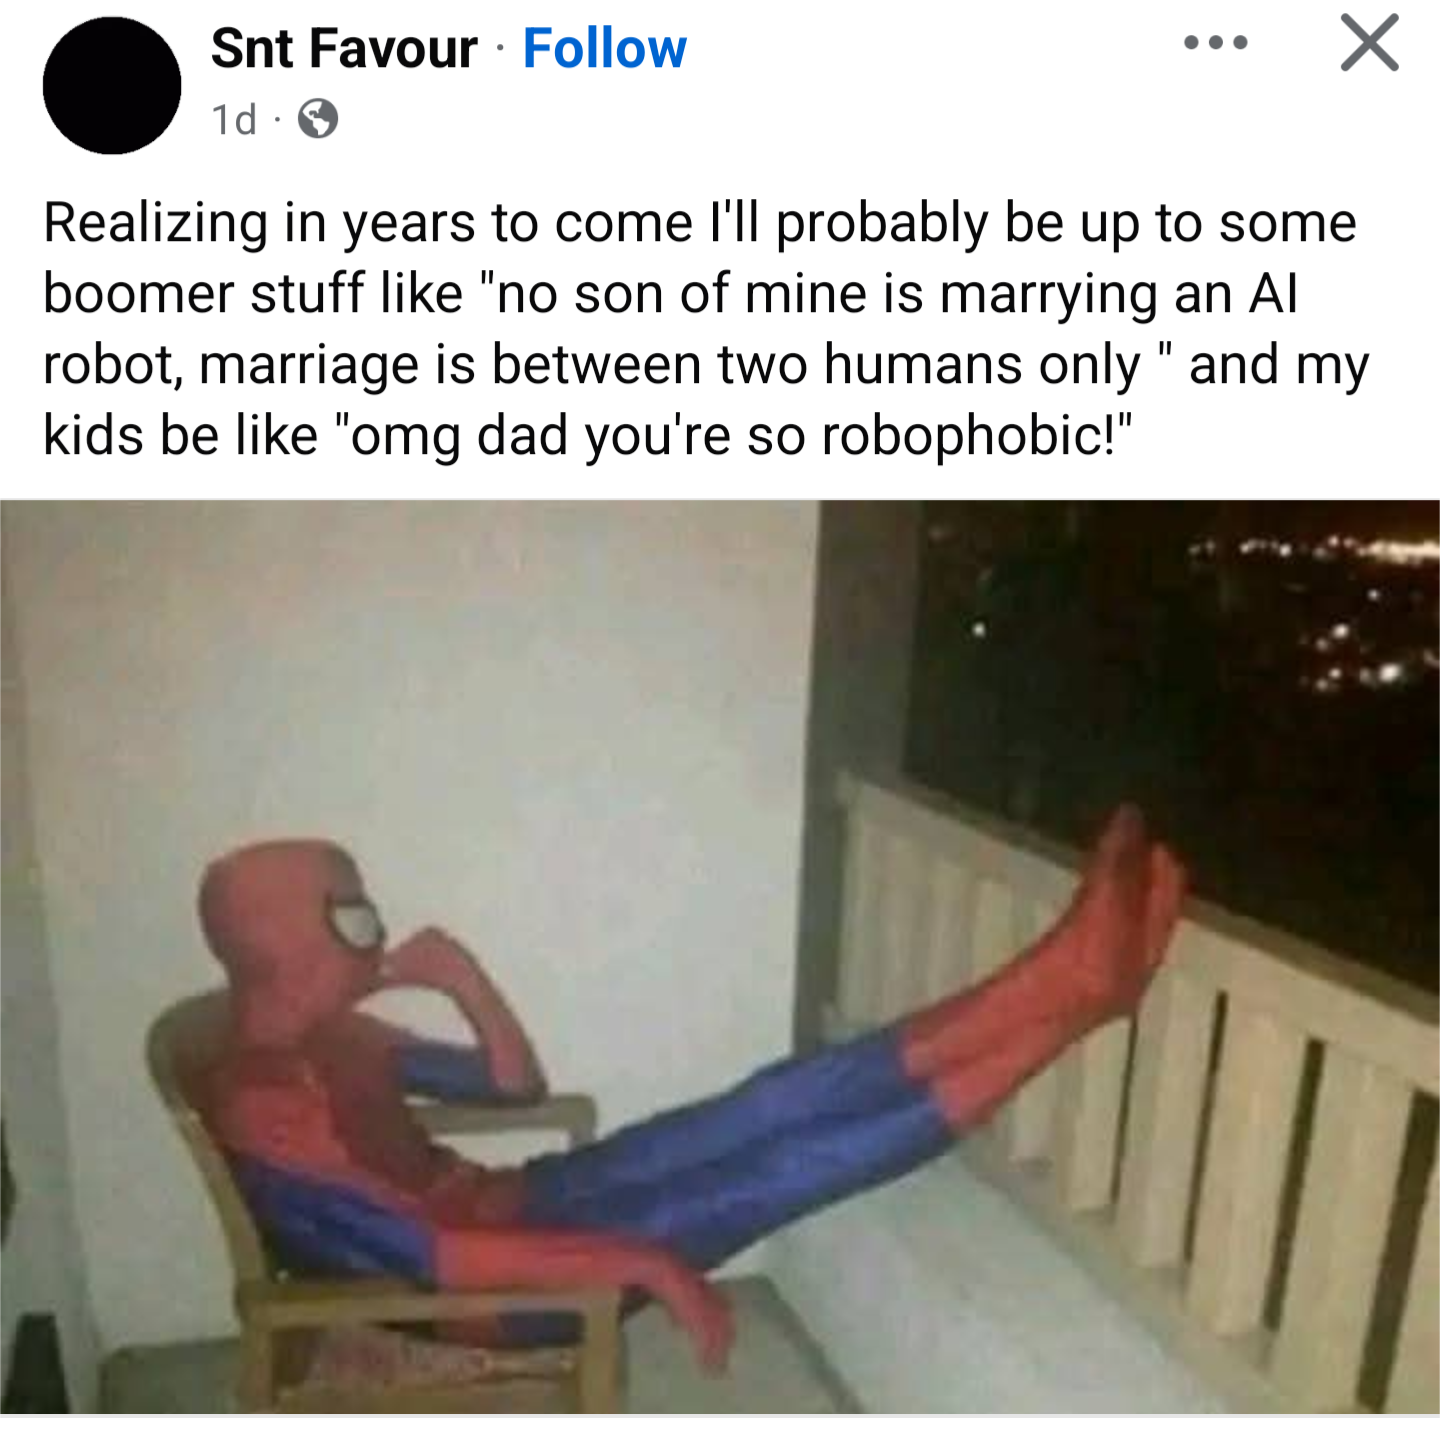 Snt Favour · Follow
1d ·
Realizing in years to come I'll probably be up to some
boomer stuff like "no son of mine is marrying an AI
robot, marriage is between two humans only " and my
kids be like "omg dad you're so robophobic!"